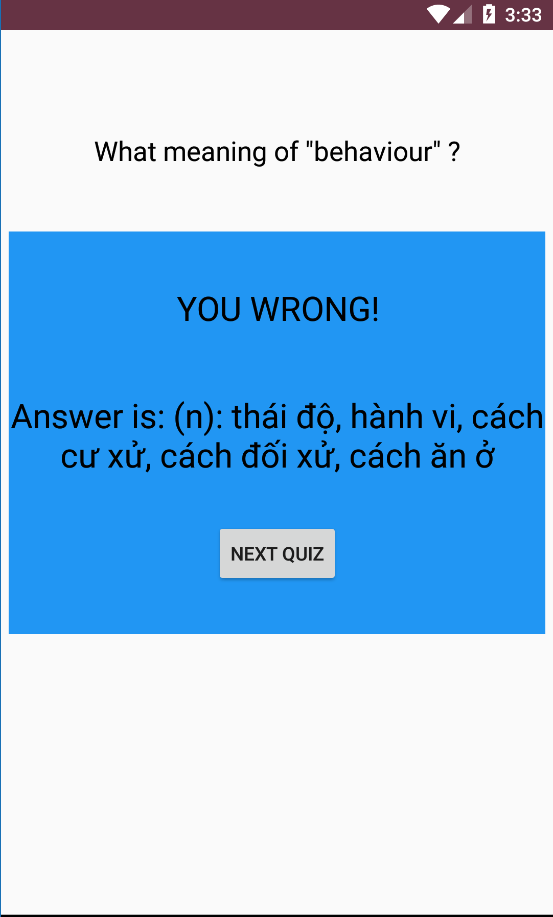 3:33
What meaning of "behaviour" ?
YOU WRONG!
Answer is: (n): thái độ, hành vi, cách
cư xử, cách đối xử, cách ăn ở
NEXT QUIZ